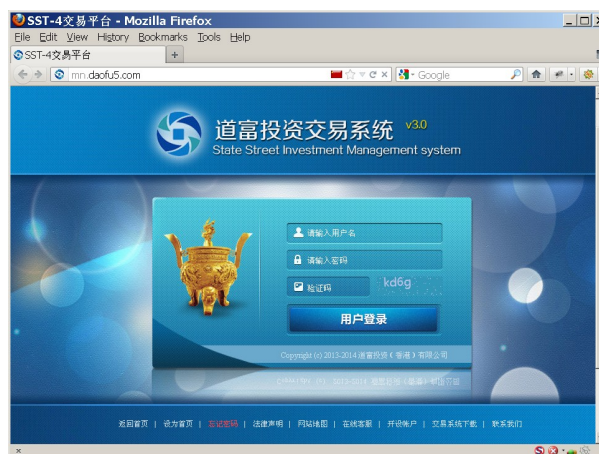 SST-4交易平台 - Mozilla Firefox
File Edit View History Bookmarks Tools Help
SST-4交易平台
mn.daofu5.com
Google
道富投资交易系统 v3.0
State Street Investment Management system
请输入用户名
请输入密码
验证码 kd6g
用户登录
Copyright (c) 2013-2014 道富投资(香港)有限公司
返回首页 | 设为首页 | 忘记密码 | 法律声明 | 网站地图 | 在线客服 | 开设帐户 | 交易系统下载 | 联系我们